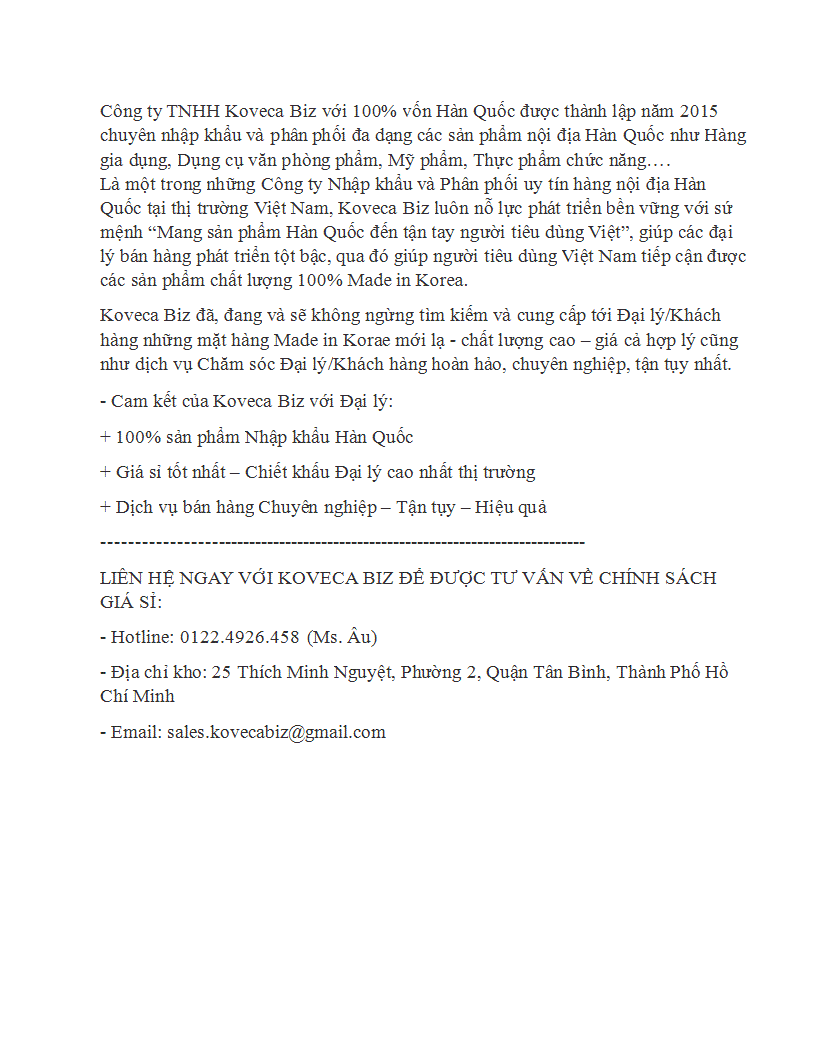 Công ty TNHH Koveca Biz với 100% vốn Hàn Quốc được thành lập năm 2015
chuyên nhập khẩu và phân phối đa dạng các sản phẩm nội địa Hàn Quốc như Hàng
gia dụng, Dụng cụ văn phòng phẩm, Mỹ phẩm, Thực phẩm chức năng….
Là một trong những Công ty Nhập khẩu và Phân phối uy tín hàng nội địa Hàn
Quốc tại thị trường Việt Nam, Koveca Biz luôn nỗ lực phát triển bền vững với sứ
mệnh “Mang sản phẩm Hàn Quốc đến tận tay người tiêu dùng Việt”, giúp các đại
lý bán hàng phát triển tột bậc, qua đó giúp người tiêu dùng Việt Nam tiếp cận được
các sản phẩm chất lượng 100% Made in Korea.
Koveca Biz đã, đang và sẽ không ngừng tìm kiếm và cung cấp tới Đại lý/Khách
hàng những mặt hàng Made in Korae mới lạ - chất lượng cao – giá cả hợp lý cũng
như dịch vụ Chăm sóc Đại lý/Khách hàng hoàn hảo, chuyên nghiệp, tận tụy nhất.
- Cam kết của Koveca Biz với Đại lý:
+ 100% sản phẩm Nhập khẩu Hàn Quốc
+ Giá sỉ tốt nhất – Chiết khấu Đại lý cao nhất thị trường
+ Dịch vụ bán hàng Chuyên nghiệp – Tận tụy – Hiệu quả
-----------------------------------------------------------------------------
LIÊN HỆ NGAY VỚI KOVECA BIZ ĐỂ ĐƯỢC TƯ VẤN VỀ CHÍNH SÁCH
GIÁ SỈ:
- Hotline: 0122.4926.458 (Ms. Âu)
- Địa chỉ kho: 25 Thích Minh Nguyệt, Phường 2, Quận Tân Bình, Thành Phố Hồ
Chí Minh
- Email: sales.kovecabiz@gmail.com